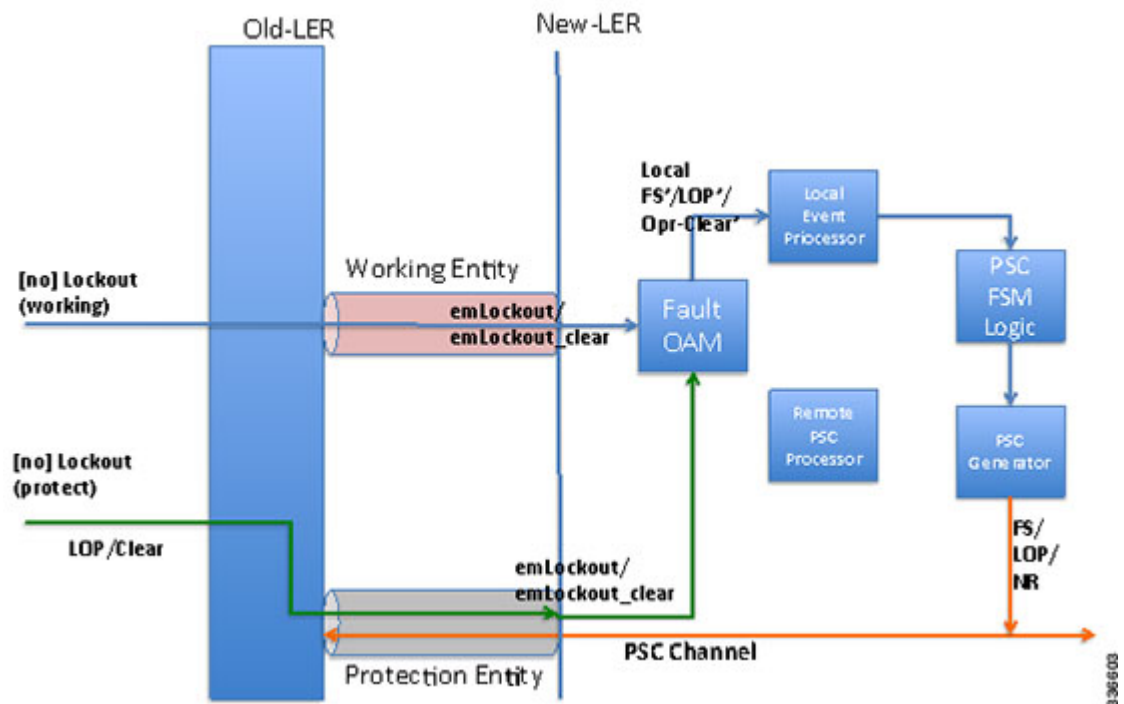 Old-LER
New-LER
Local
FS'/LOP'/
Opr-Clear'
Local
Event
Priocessor
[no] Lockout
(working)
Working Entity
emLockout/
emLockout_clear
Fault
OAM
PSC
FSM
Logic
Remote
PSC
Processor
PSC
Generator
[no] Lockout
(protect)
LOP/Clear
emLockout/
emLockout_clear
FS/
LOP/
NR
PSC Channel
Protection Entity
336603